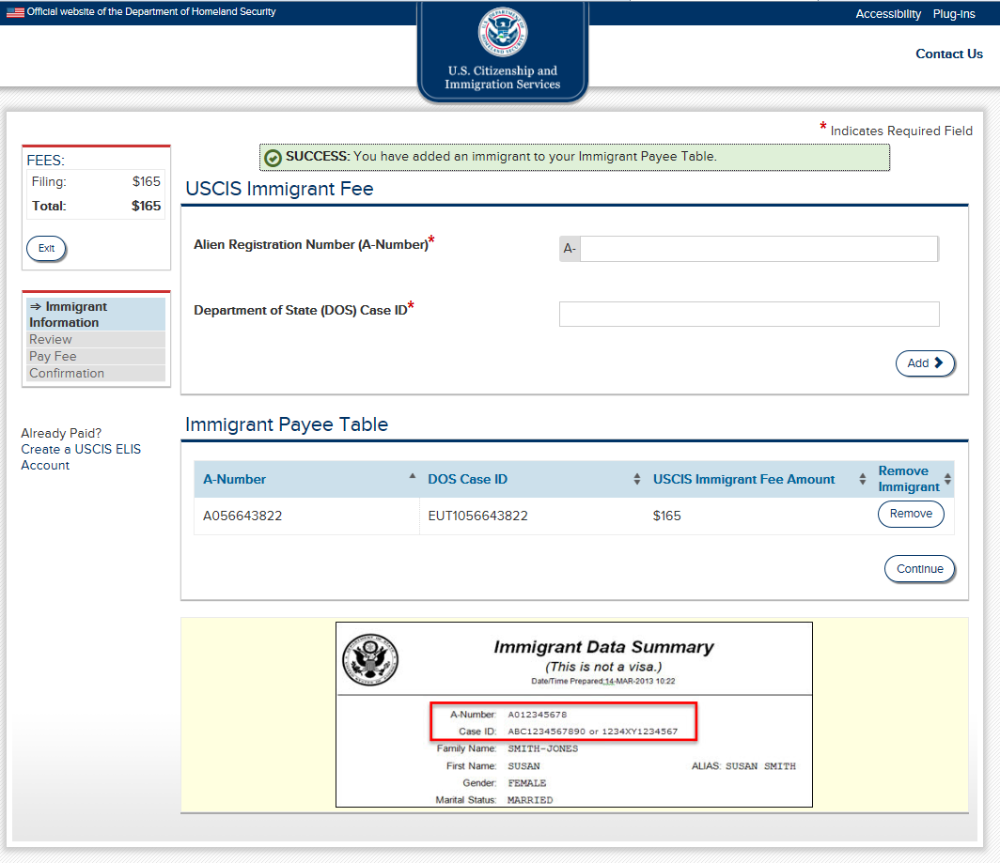 Official website of the Department of Homeland Security
Accessibility Plug-Ins
U.S. Citizenship and
Immigration Services
Contact Us
* Indicates Required Field
FEES:
Filing: $165
Total: $165
Exit
SUCCESS: You have added an immigrant to your Immigrant Payee Table.
USCIS Immigrant Fee
Alien Registration Number (A-Number)*
A-
Department of State (DOS) Case ID*
Add
⇒ Immigrant
Information
Review
Pay Fee
Confirmation
Already Paid?
Create a USCIS ELIS
Account
Immigrant Payee Table
A-Number DOS Case ID USCIS Immigrant Fee Amount Remove
Immigrant
A056643822 EUT1056643822 $165 Remove
Continue
Immigrant Data Summary
(This is not a visa.)
Date/Time Prepared:14-MAR-2013 10:22
A-Number: A012345678
Case ID: ABC1234567890 or 1234XY1234567
Family Name: SMITH-JONES
First Name: SUSAN ALIAS: SUSAN SMITH
Gender: FEMALE
Marital Status: MARRIED